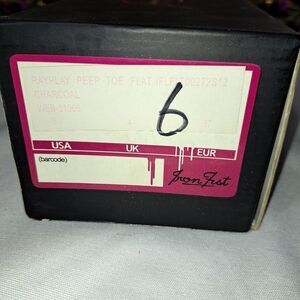 RAYPLAY PEEP TOE FLAT
CHARCOAL
6
USA UK EUR
(barcode)
Iron Fist